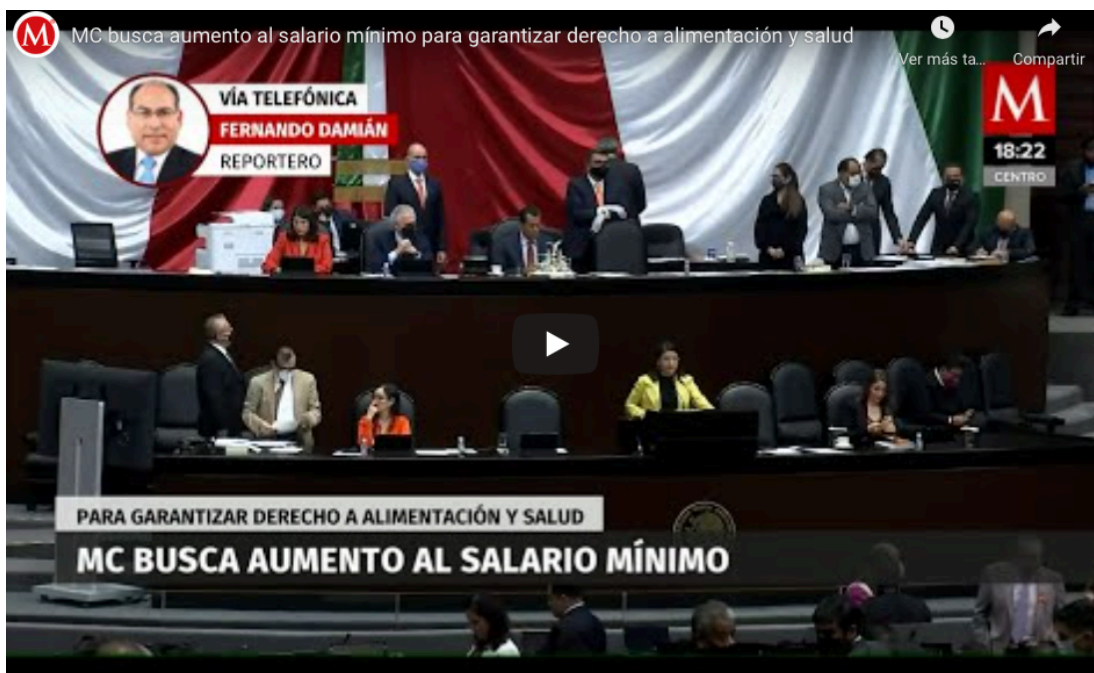 M
MC busca aumento al salario mínimo para garantizar derecho a alimentación y salud
Ver más ta...
Compartir
VÍA TELEFÓNICA
FERNANDO DAMIÁN
REPORTERO
M
18:22
CENTRO
PARA GARANTIZAR DERECHO A ALIMENTACIÓN Y SALUD
MC BUSCA AUMENTO AL SALARIO MÍNIMO